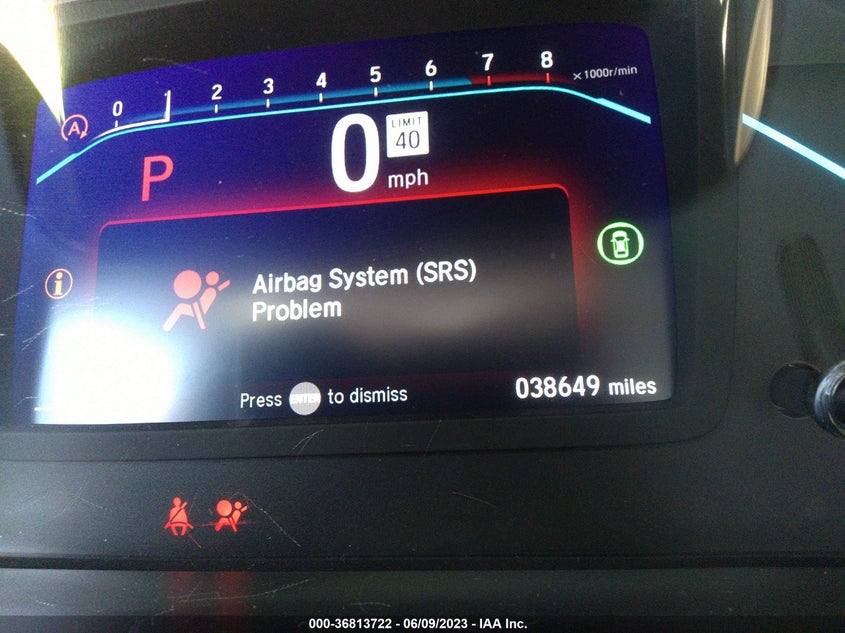 0 1 2 3 4 5 6 7 8 ×1000r/min
A
P
0 mph
LIMIT
40
i
Airbag System (SRS)
Problem
Press ENTER to dismiss
038649 miles
000-36813722 - 06/09/2023 - IAA Inc.